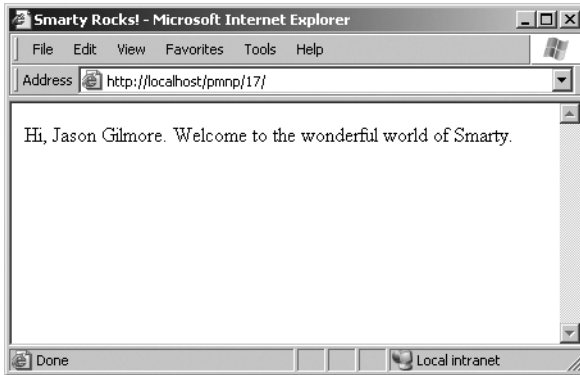 Smarty Rocks! - Microsoft Internet Explorer
File Edit View Favorites Tools Help
Address http://localhost/pmnp/17/
Hi, Jason Gilmore. Welcome to the wonderful world of Smarty.
Done Local intranet